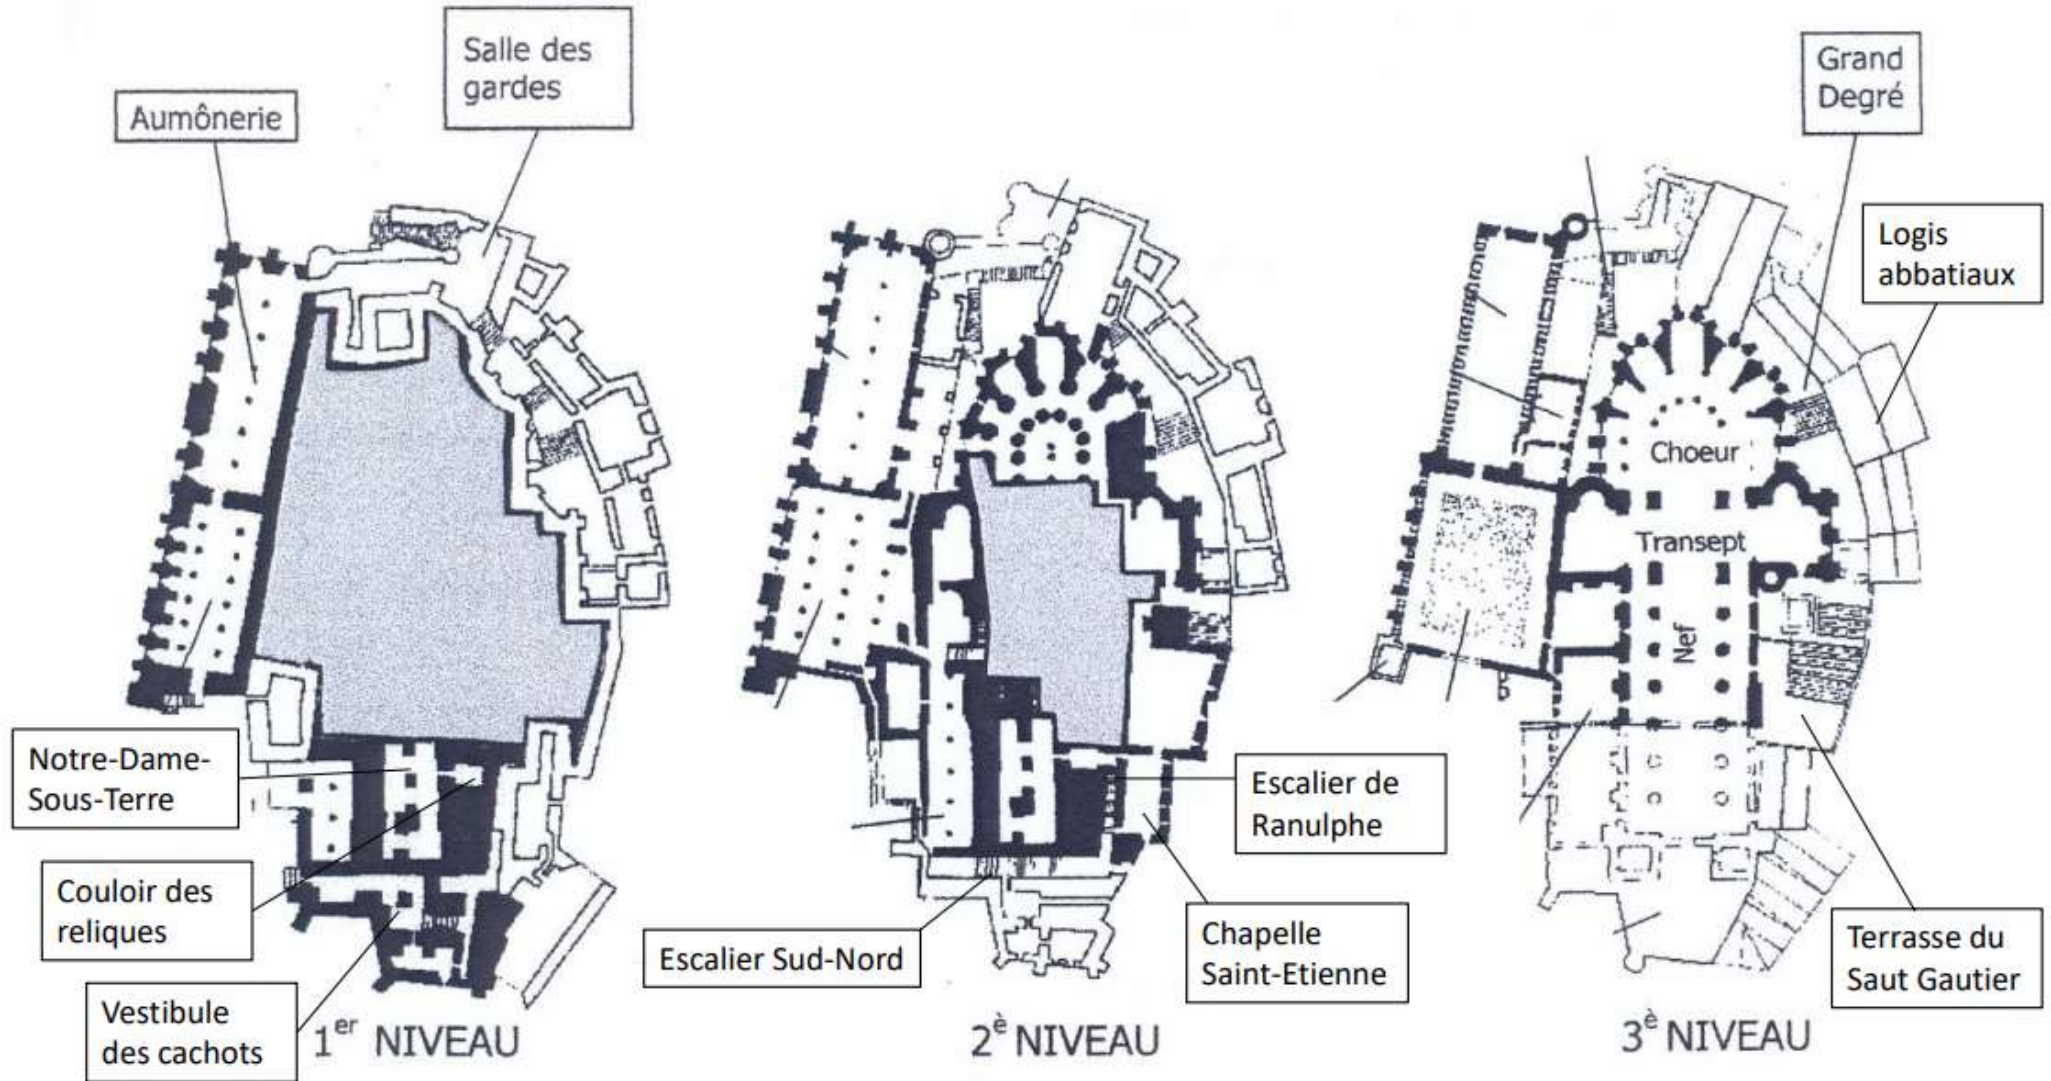 Salle des
gardes
Aumônerie
Grand
Degré
Logis
abbatiaux
Choeur
Transept
Nef
Notre-Dame-
Sous-Terre
Couloir des
reliques
Vestibule
des cachots
Escalier de
Ranulphe
Escalier Sud-Nord
Chapelle
Saint-Etienne
Terrasse du
Saut Gautier
1er NIVEAU
2è NIVEAU
3è NIVEAU